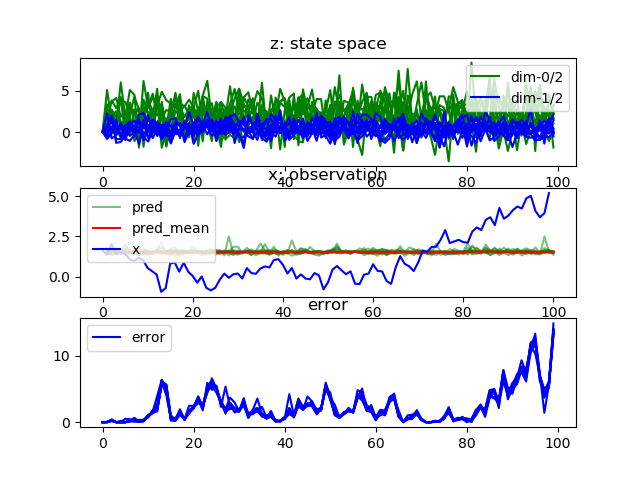 z: state space
5
0
dim-0/2
dim-1/2
0 20 40 60 80 100
x: observation
5.0
2.5
0.0
pred
pred_mean
x
0 20 40 60 80 100
error
10
0
error
0 20 40 60 80 100